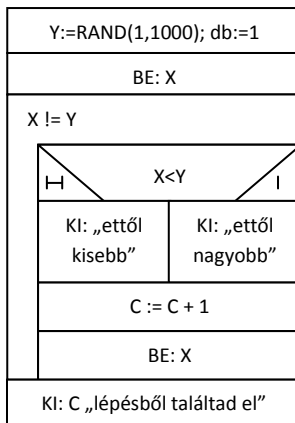 Y:=RAND(1,1000); db:=1
BE: X
X != Y
X<Y
H
I
KI: „ettől
kisebb”
KI: „ettől
nagyobb”
C := C + 1
BE: X
KI: C „lépésből találtad el”